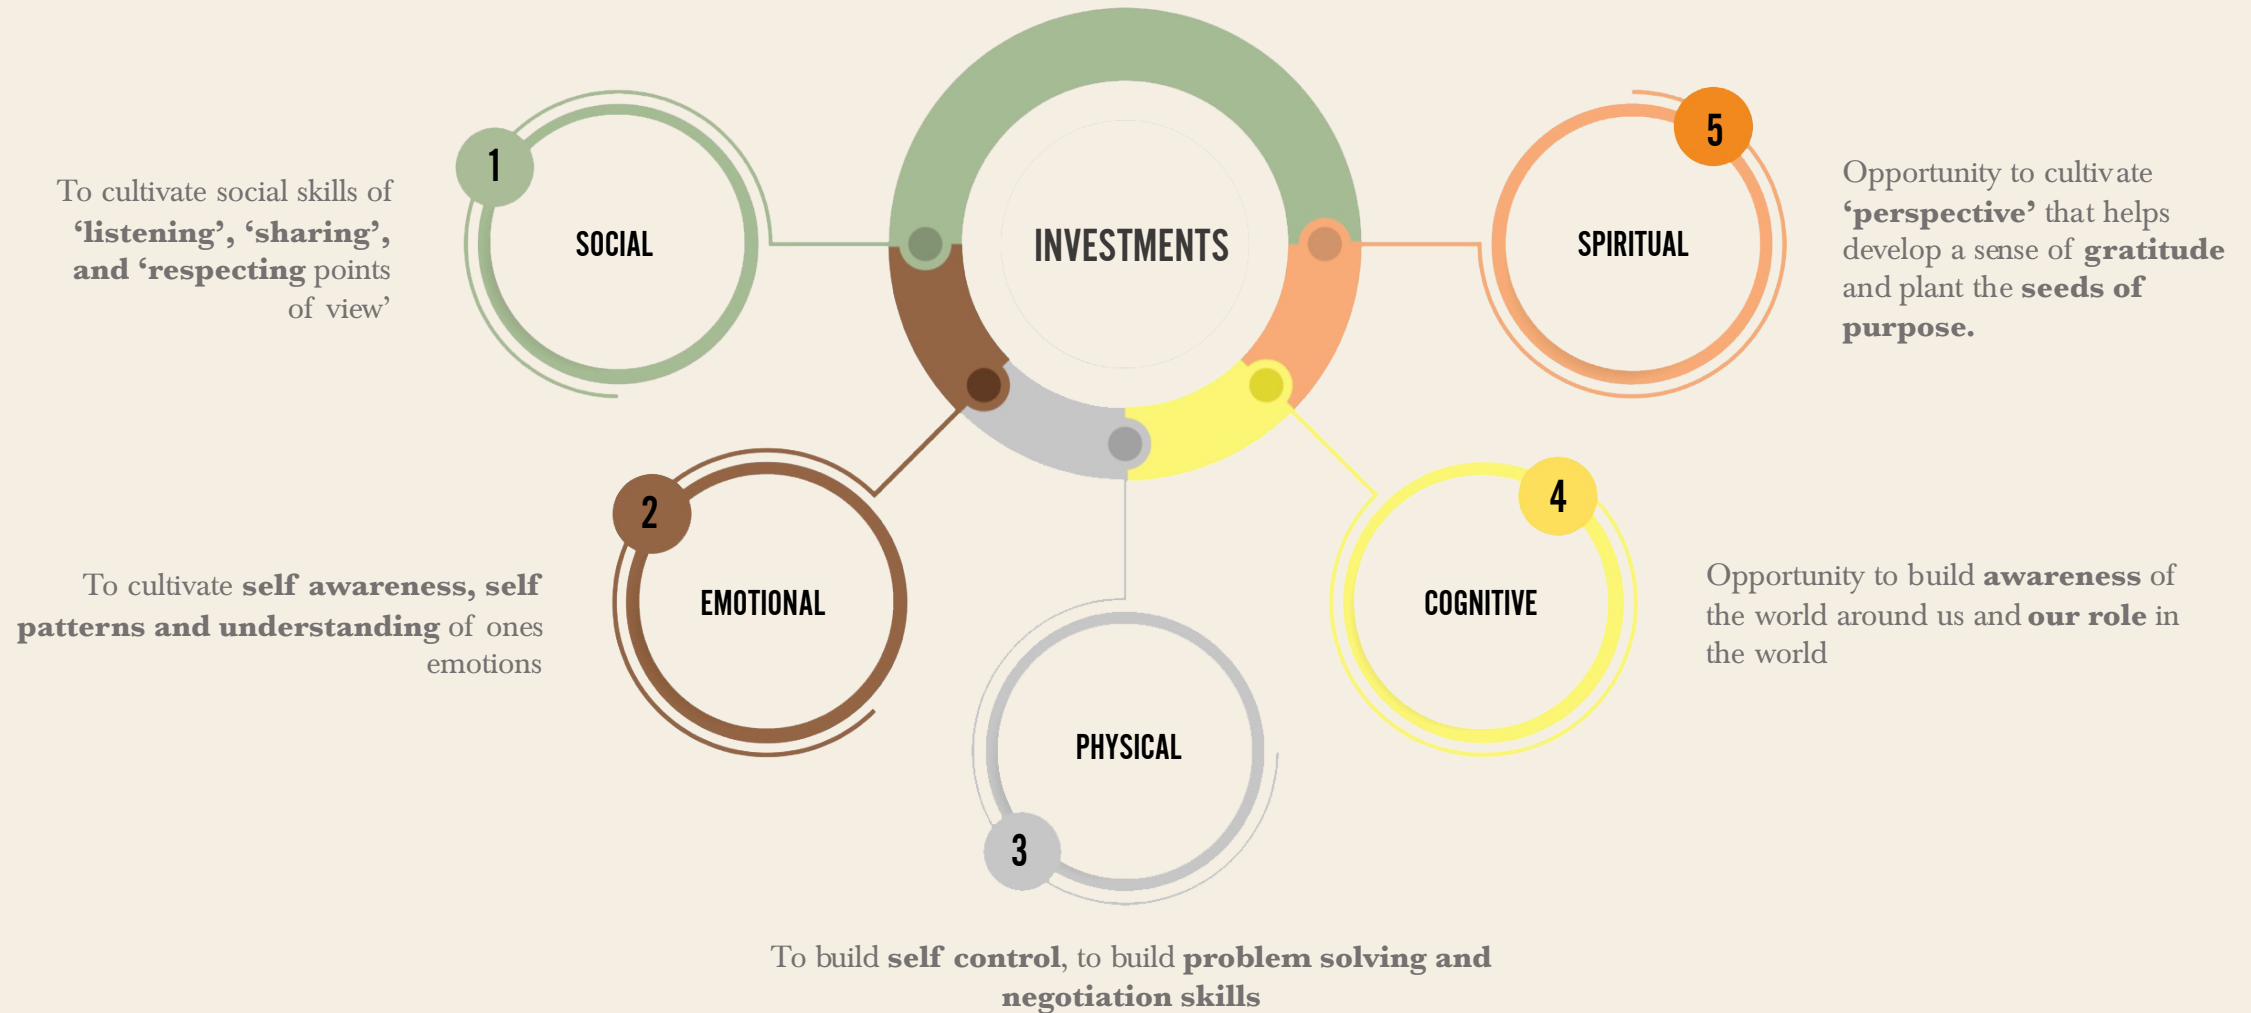 INVESTMENTS
1
SOCIAL
To cultivate social skills of
‘listening’, ‘sharing’,
and ‘respecting points
of view’
2
EMOTIONAL
To cultivate self awareness, self
patterns and understanding of ones
emotions
3
PHYSICAL
To build self control, to build problem solving and
negotiation skills
4
COGNITIVE
Opportunity to build awareness of
the world around us and our role in
the world
5
SPIRITUAL
Opportunity to cultivate
‘perspective’ that helps
develop a sense of gratitude
and plant the seeds of
purpose.